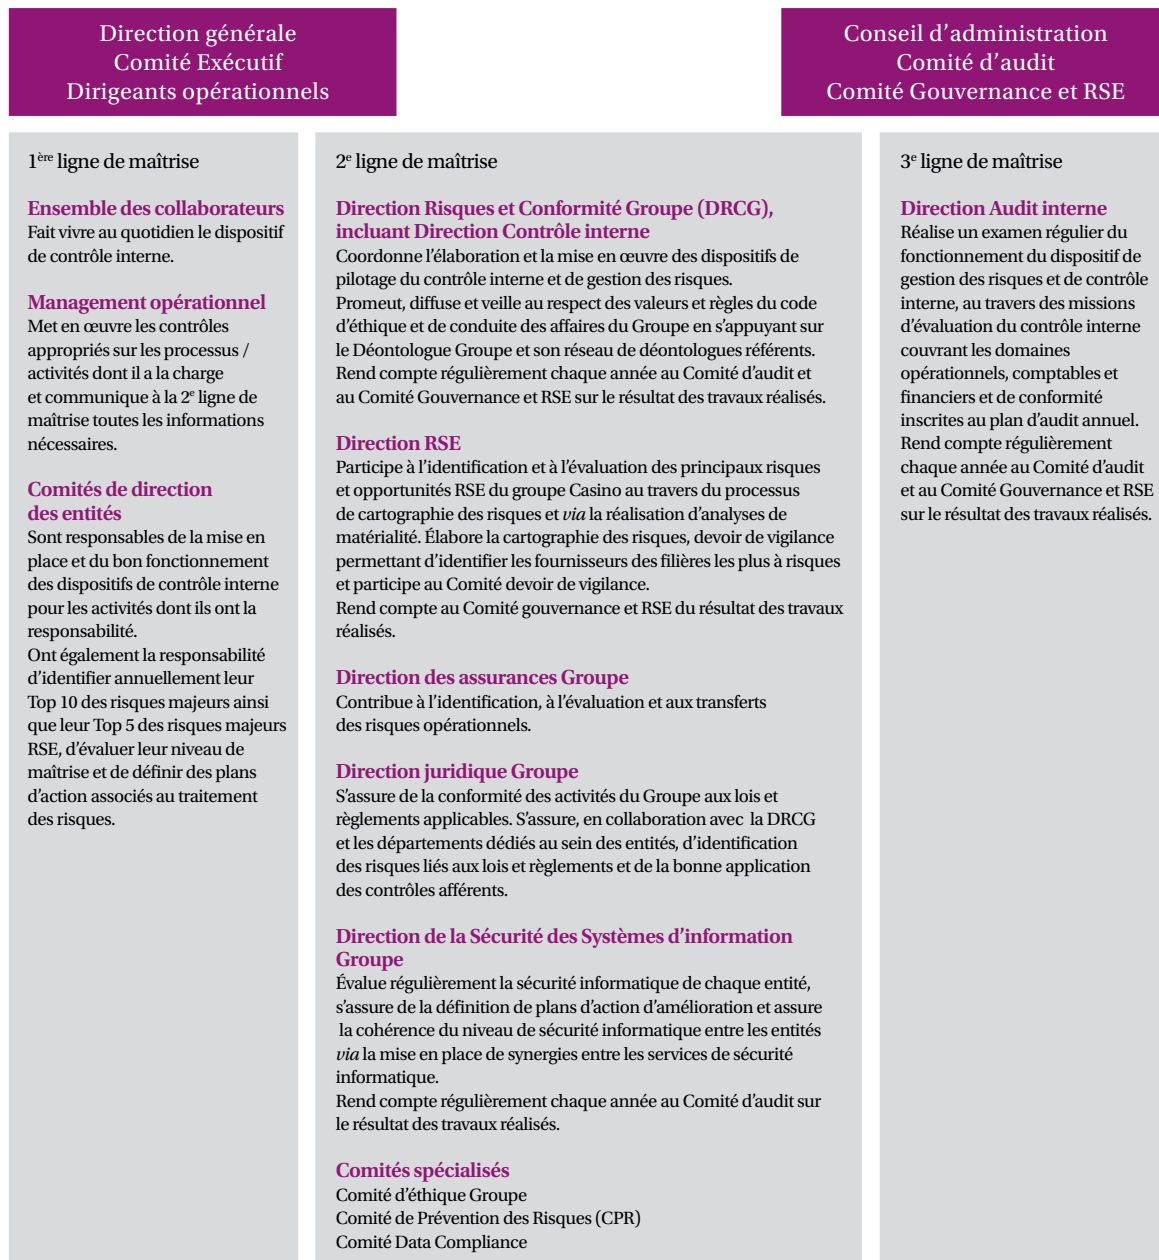 Direction générale
Comité Exécutif
Dirigeants opérationnels
Conseil d’administration
Comité d’audit
Comité Gouvernance et RSE
1ère ligne de maîtrise
Ensemble des collaborateurs
Fait vivre au quotidien le dispositif
de contrôle interne.
Management opérationnel
Met en œuvre les contrôles
appropriés sur les processus /
activités dont il a la charge
et communique à la 2e ligne de
maîtrise toutes les informations
nécessaires.
Comités de direction
des entités
Sont responsables de la mise en
place et du bon fonctionnement
des dispositifs de contrôle interne
pour les activités dont ils ont la
responsabilité.
Ont également la responsabilité
d’identifier annuellement leur
Top 10 des risques majeurs ainsi
que leur Top 5 des risques majeurs
RSE, d’évaluer leur niveau de
maîtrise et de définir des plans
d’action associés au traitement
des risques.
2e ligne de maîtrise
Direction Risques et Conformité Groupe (DRCG),
incluant Direction Contrôle interne
Coordonne l’élaboration et la mise en œuvre des dispositifs de
pilotage du contrôle interne et de gestion des risques.
Promeut, diffuse et veille au respect des valeurs et règles du code
d’éthique et de conduite des affaires du Groupe en s’appuyant sur
le Déontologue Groupe et son réseau de déontologues référents.
Rend compte régulièrement chaque année au Comité d’audit et
au Comité Gouvernance et RSE sur le résultat des travaux réalisés.
Direction RSE
Participe à l’identification et à l’évaluation des principaux risques
et opportunités RSE du groupe Casino au travers du processus
de cartographie des risques et via la réalisation d’analyses de
matérialité. Élabore la cartographie des risques, devoir de vigilance
permettant d’identifier les fournisseurs des filières les plus à risques
et participe au Comité devoir de vigilance.
Rend compte au Comité gouvernance et RSE du résultat des travaux
réalisés.
Direction des assurances Groupe
Contribue à l’identification, à l’évaluation et aux transferts
des risques opérationnels.
Direction juridique Groupe
S’assure de la conformité des activités du Groupe aux lois et
règlements applicables. S’assure, en collaboration avec la DRCG
et les départements dédiés au sein des entités, d’identification
des risques liés aux lois et règlements et de la bonne application
des contrôles afférents.
Direction de la Sécurité des Systèmes d’information
Groupe
Évalue régulièrement la sécurité informatique de chaque entité,
s’assure de la définition de plans d’action d’amélioration et assure
la cohérence du niveau de sécurité informatique entre les entités
via la mise en place de synergies entre les services de sécurité
informatique.
Rend compte régulièrement chaque année au Comité d’audit sur
le résultat des travaux réalisés.
Comités spécialisés
Comité d’éthique Groupe
Comité de Prévention des Risques (CPR)
Comité Data Compliance
3e ligne de maîtrise
Direction Audit interne
Réalise un examen régulier du
fonctionnement du dispositif de
gestion des risques et de contrôle
interne, au travers des missions
d’évaluation du contrôle interne
couvrant les domaines
opérationnels, comptables et
financiers et de conformité
inscrites au plan d’audit annuel.
Rend compte régulièrement
chaque année au Comité d’audit
et au Comité Gouvernance et RSE
sur le résultat des travaux réalisés.